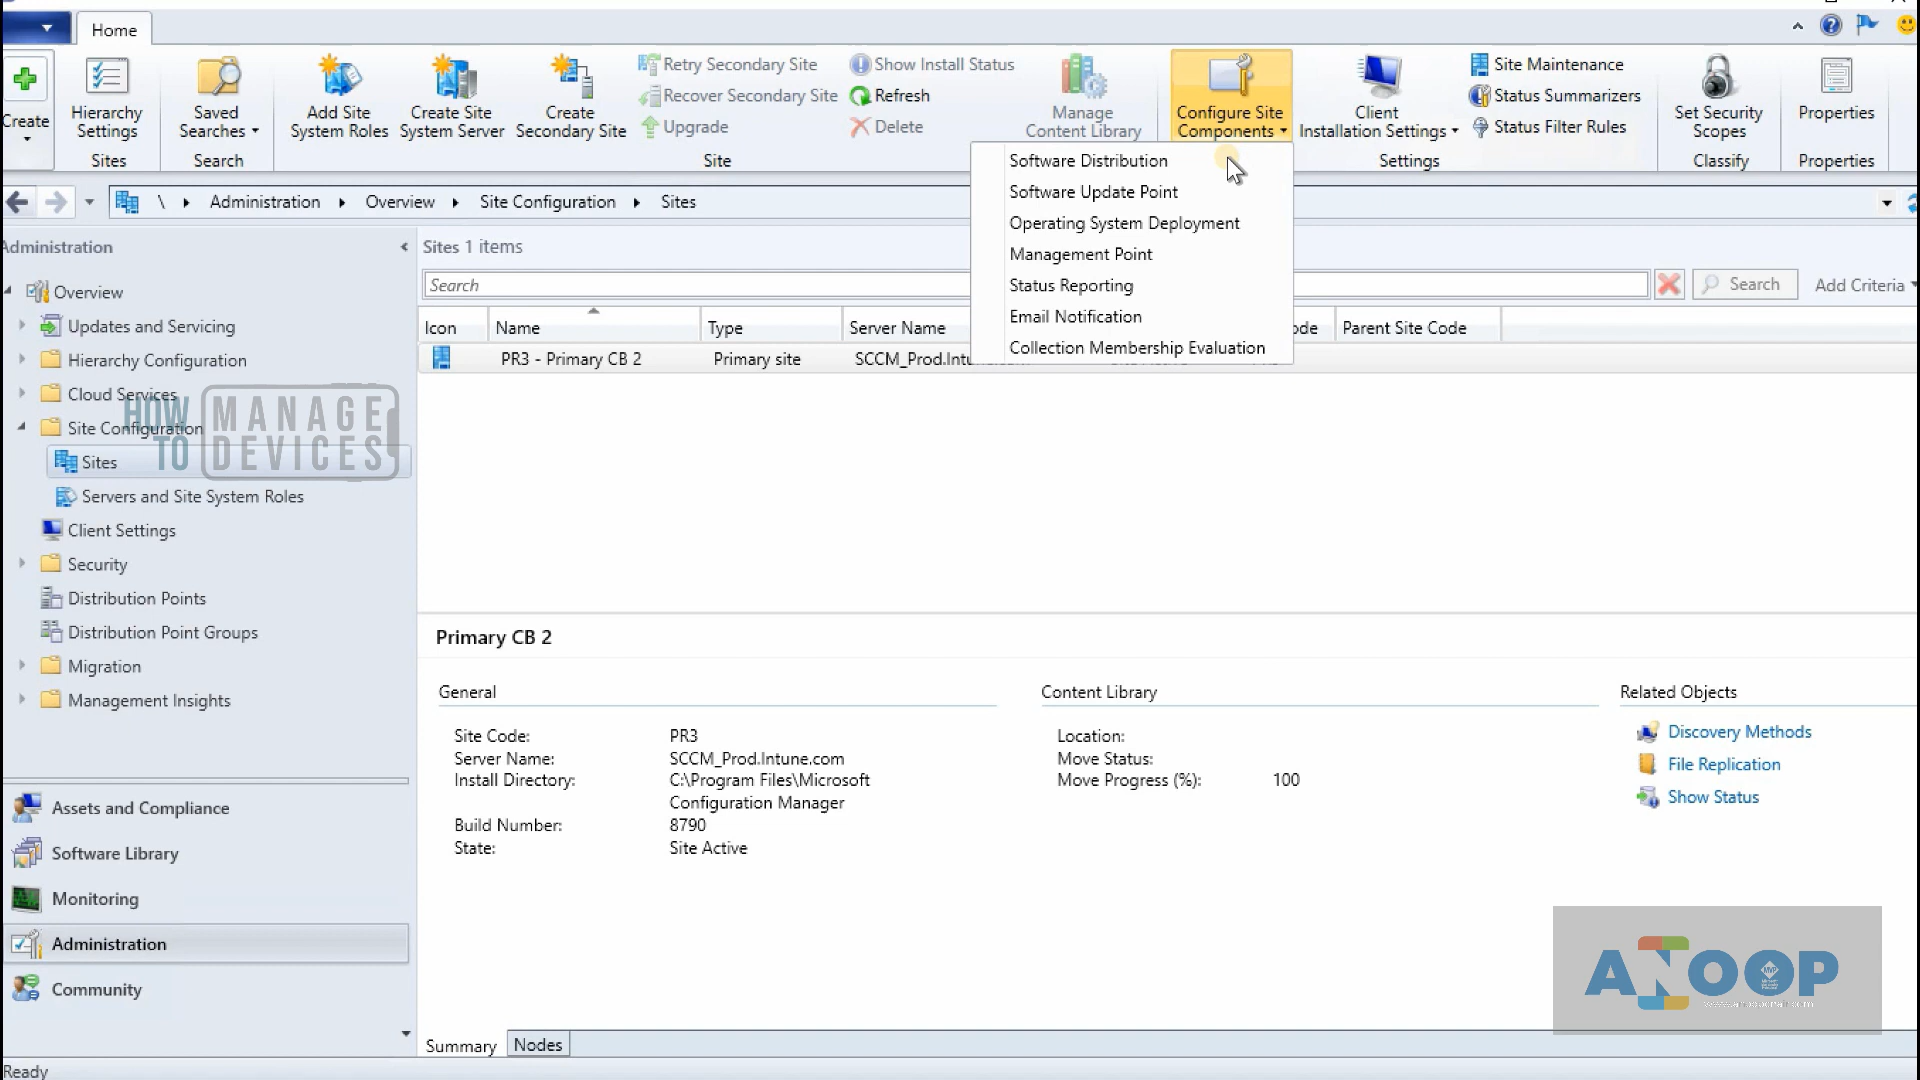 Home
Create
Hierarchy Settings
Sites
Saved Searches
Search
Add Site System Roles
Create Site System Server
Create Secondary Site
Retry Secondary Site
Recover Secondary Site
Upgrade
Show Install Status
Refresh
Delete
Site
Manage Content Library
Configure Site Components
Client Installation Settings
Site Maintenance
Status Summarizers
Status Filter Rules
Settings
Set Security Scopes
Classify
Properties
Properties
Software Distribution
Software Update Point
Operating System Deployment
Management Point
Status Reporting
Email Notification
Collection Membership Evaluation
\ Administration Overview Site Configuration Sites
Administration
Overview
Updates and Servicing
Hierarchy Configuration
Cloud Services
Site Configuration
Sites
Servers and Site System Roles
Client Settings
Security
Distribution Points
Distribution Point Groups
Migration
Management Insights
HOW TO MANAGE DEVICES
Assets and Compliance
Software Library
Monitoring
Administration
Community
Sites 1 items
Search
Search
Add Criteria
Icon Name Type Server Name Parent Site Code
PR3 - Primary CB 2 Primary site SCCM_Prod.Intu
Primary CB 2
General
Site Code: PR3
Server Name: SCCM_Prod.Intune.com
Install Directory: C:\Program Files\Microsoft
Configuration Manager
Build Number: 8790
State: Site Active
Content Library
Location:
Move Status:
Move Progress (%): 100
Related Objects
Discovery Methods
File Replication
Show Status
ANOOP
Summary Nodes
Ready